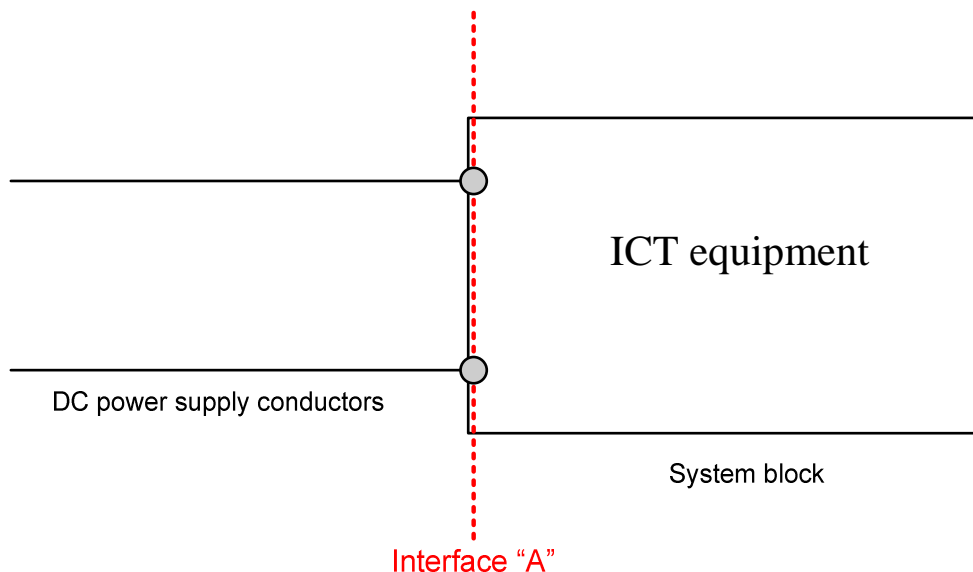 ICT equipment
DC power supply conductors
System block
Interface “A”